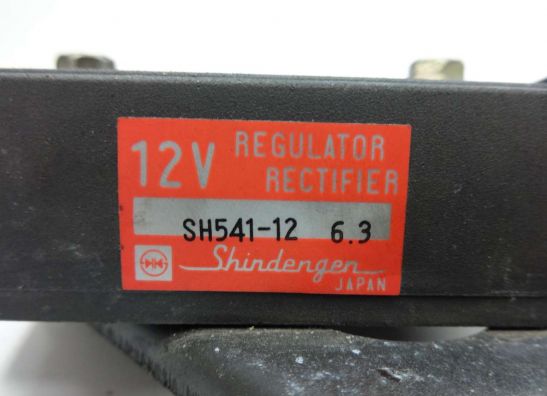 12V REGULATOR
RECTIFIER
SH541-12 6.3
Shindengen
JAPAN